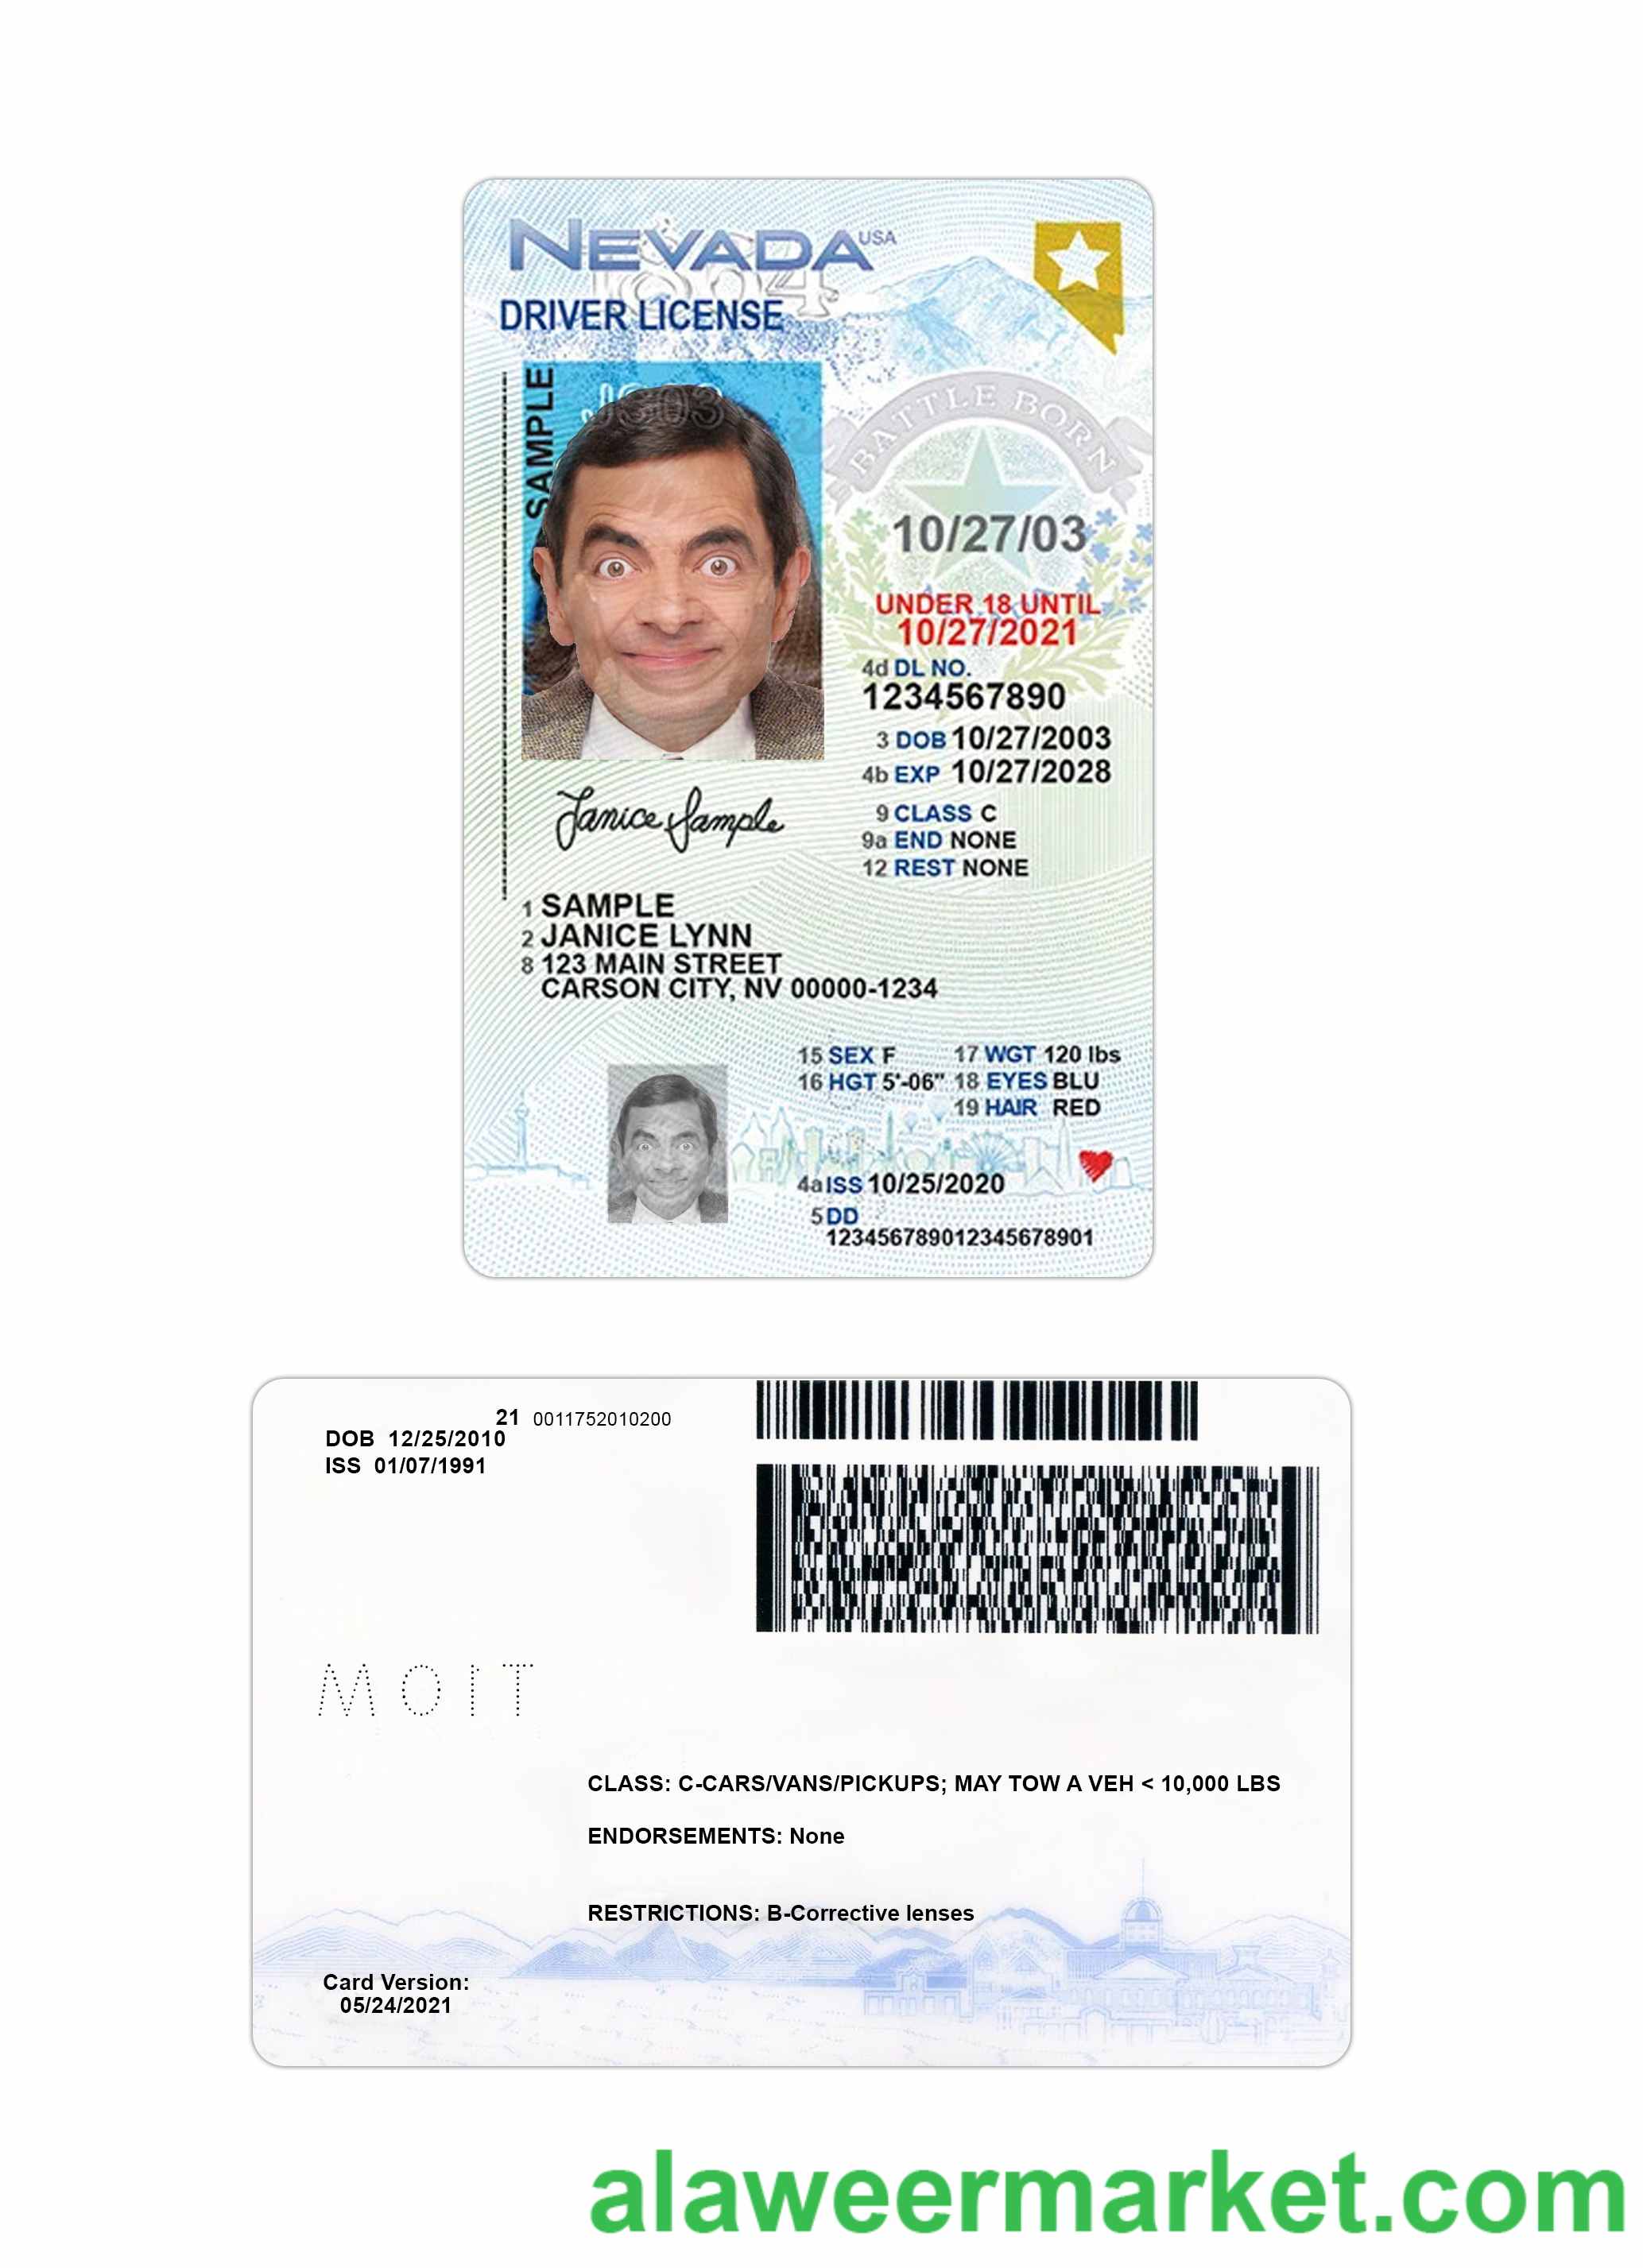 NEVADA USA
1864
DRIVER LICENSE
SAMPLE
BATTLE BORN
10/27/03
UNDER 18 UNTIL
10/27/2021
4d DL NO.
1234567890
3 DOB 10/27/2003
4b EXP 10/27/2028
9 CLASS C
9a END NONE
12 REST NONE
Janice Sample
1 SAMPLE
2 JANICE LYNN
8 123 MAIN STREET
CARSON CITY, NV 00000-1234
15 SEX F 17 WGT 120 lbs
16 HGT 5'-06" 18 EYES BLU
19 HAIR RED
4a ISS 10/25/2020
5 DD
123456789012345678901
21 0011752010200
DOB 12/25/2010
ISS 01/07/1991
MOIT
CLASS: C-CARS/VANS/PICKUPS; MAY TOW A VEH < 10,000 LBS
ENDORSEMENTS: None
RESTRICTIONS: B-Corrective lenses
Card Version:
05/24/2021
alaweermarket.com